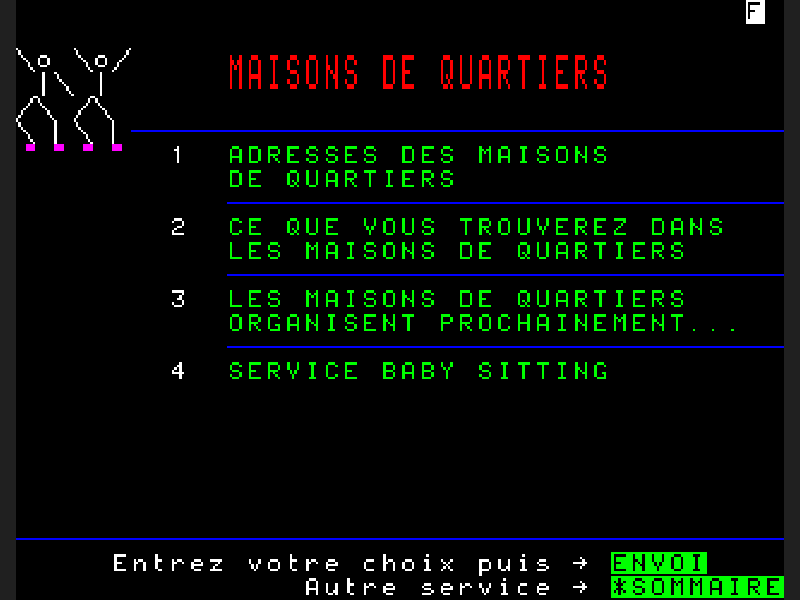 F
MAISONS DE QUARTIERS
1 ADRESSES DES MAISONS
DE QUARTIERS
2 CE QUE VOUS TROUVEREZ DANS
LES MAISONS DE QUARTIERS
3 LES MAISONS DE QUARTIERS
ORGANISENT PROCHAINEMENT...
4 SERVICE BABY SITTING
Entrez votre choix puis → ENVOI
Autre service → *SOMMAIRE